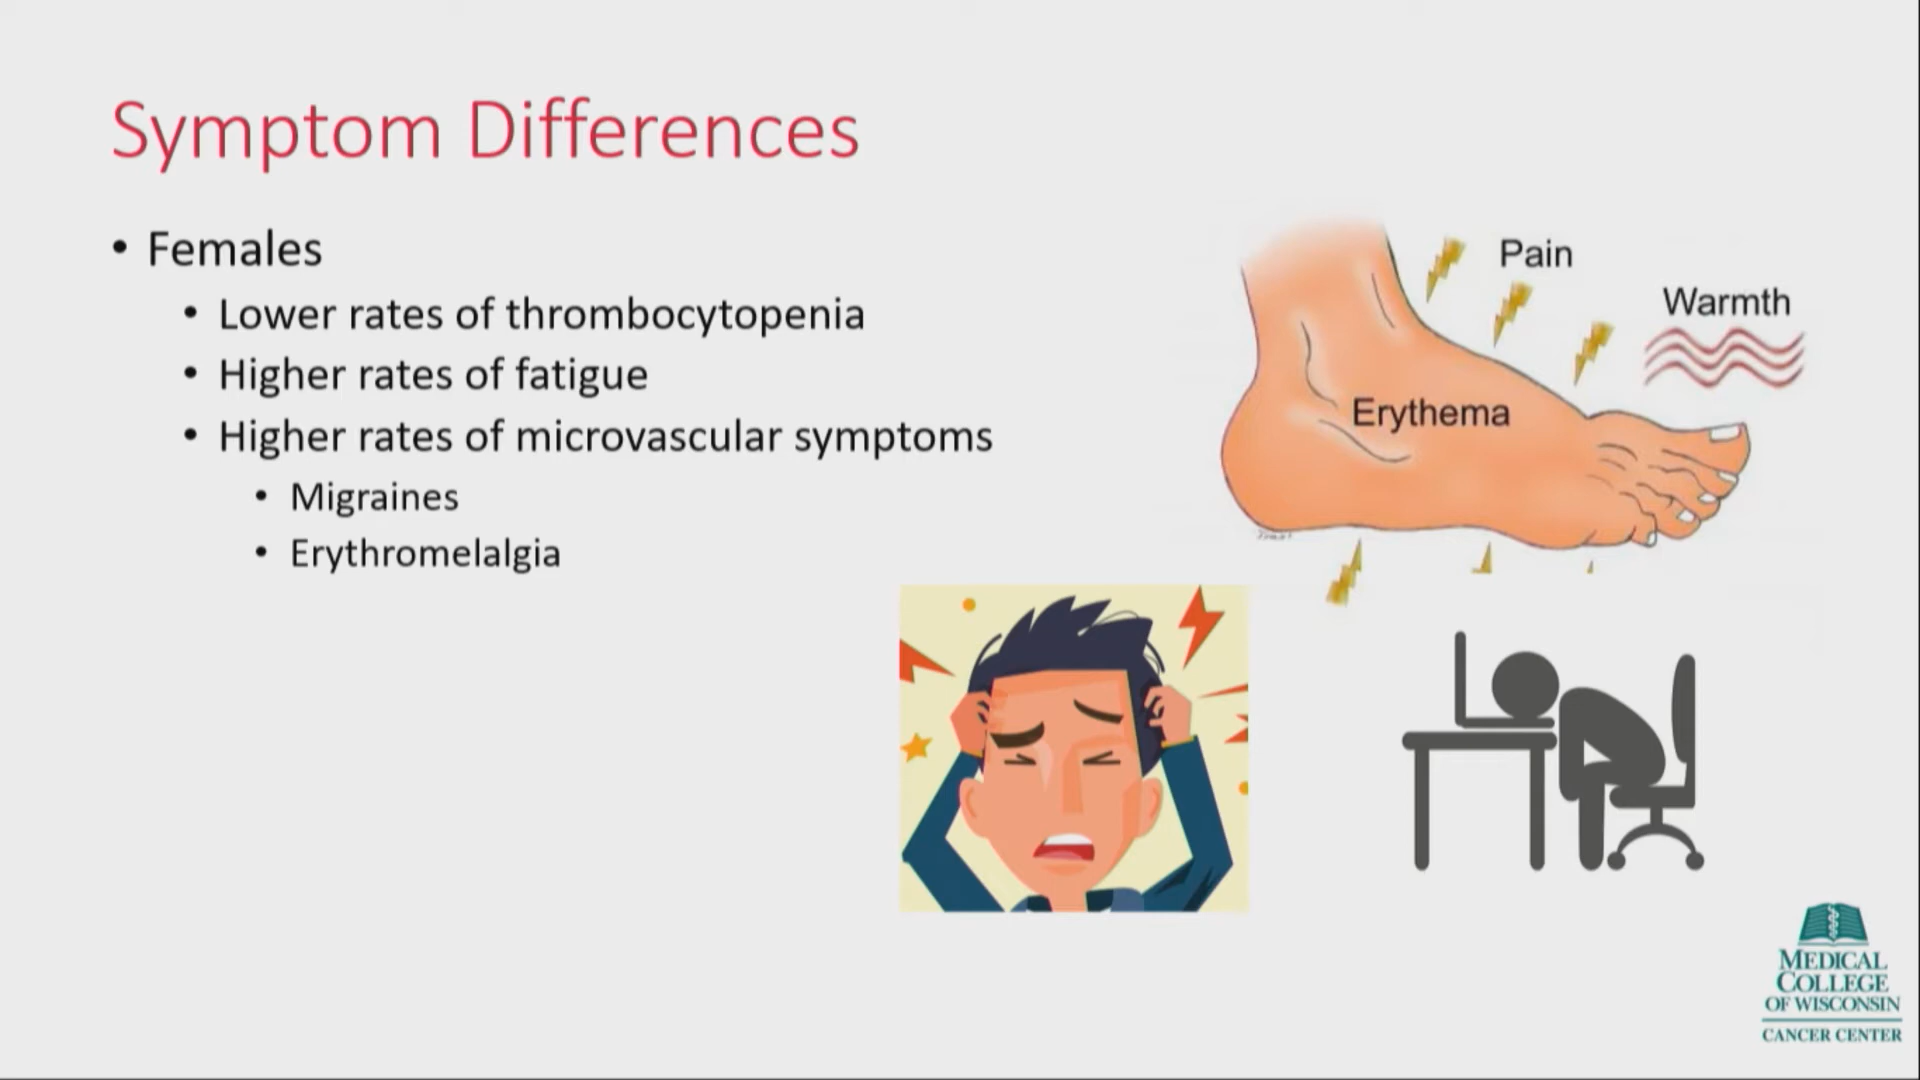 Symptom Differences
• Females
• Lower rates of thrombocytopenia
• Higher rates of fatigue
• Higher rates of microvascular symptoms
• Migraines
• Erythromelalgia
Pain
Warmth
Erythema
MEDICAL
COLLEGE
OF WISCONSIN
CANCER CENTER